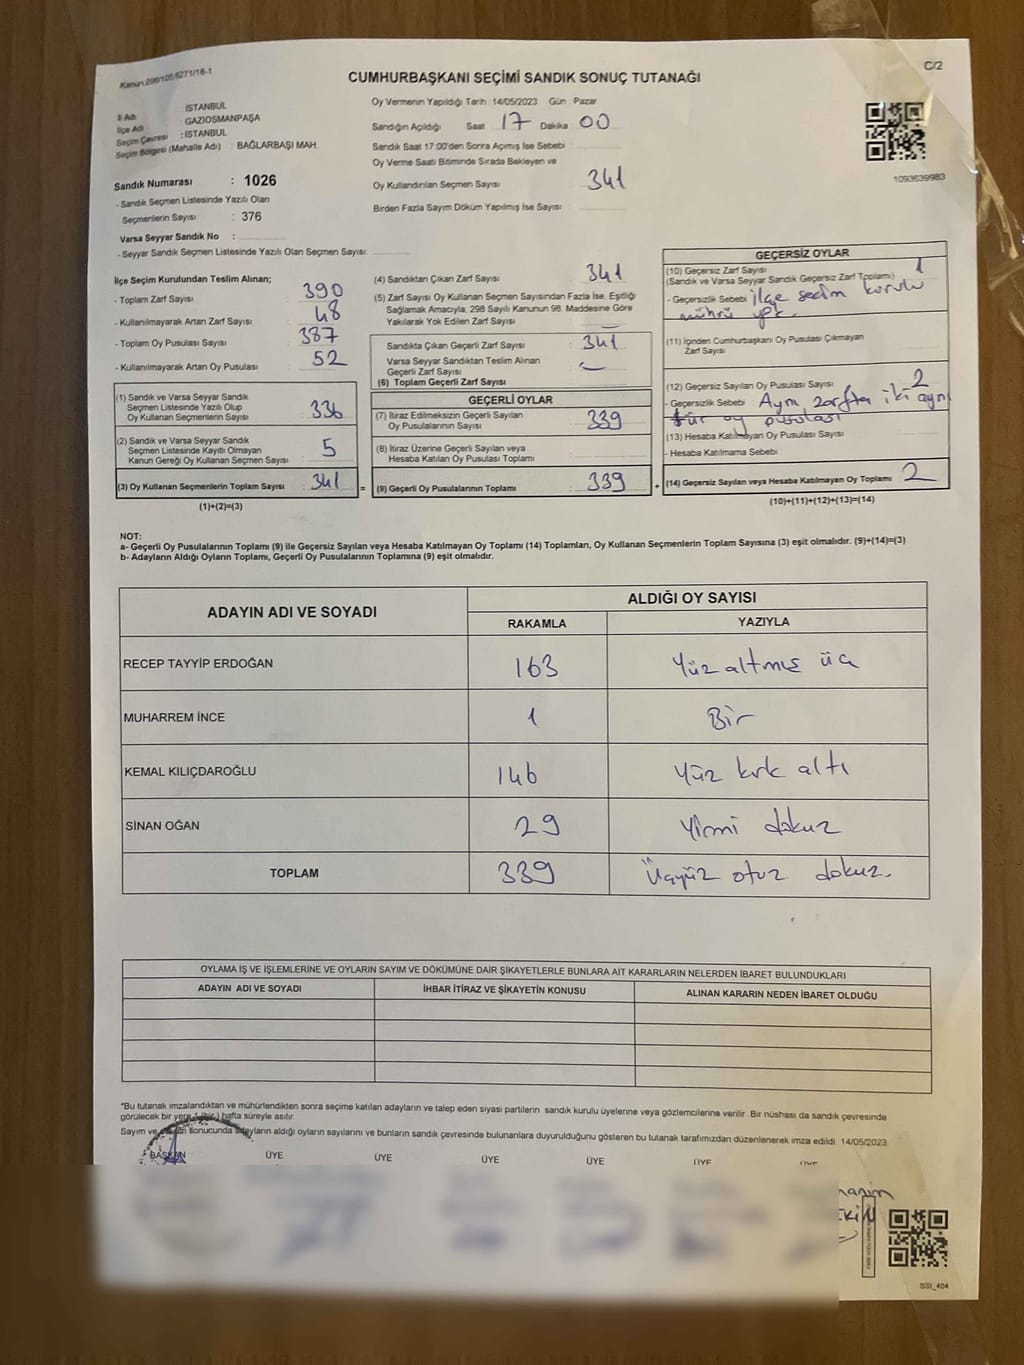 Kanun:298/105,6271/16-1
C/2
CUMHURBAŞKANI SEÇİMİ SANDIK SONUÇ TUTANAĞI
İl Adı İSTANBUL
İlçe Adı GAZİOSMANPAŞA
Seçim Çevresi : İSTANBUL
Seçim Bölgesi (Mahalle Adı) : BAĞLARBAŞI MAH.
Sandık Numarası : 1026
- Sandık Seçmen Listesinde Yazılı Olan
Seçmenlerin Sayısı : 376
Varsa Seyyar Sandık No :
- Seyyar Sandık Seçmen Listesinde Yazılı Olan Seçmen Sayısı:
Oy Vermenin Yapıldığı Tarih : 14/05/2023 Gün : Pazar
Sandığın Açıldığı Saat 17 Dakika 00
Sandık Saat 17:00'den Sonra Açımış İse Sebebi :
Oy Verme Saati Bitiminde Sırada Bekleyen ve
Oy Kullandırılan Seçmen Sayısı : 341
Birden Fazla Sayım Döküm Yapılmış İse Sayısı :
1093639983
İlçe Seçim Kurulundan Teslim Alınan;
- Toplam Zarf Sayısı : 390
- Kullanılmayarak Artan Zarf Sayısı : 48
- Toplam Oy Pusulası Sayısı : 387
- Kullanılmayarak Artan Oy Pusulası : 52
(1) Sandık ve Varsa Seyyar Sandık
Seçmen Listesinde Yazılı Olup
Oy Kullanan Seçmenlerin Sayısı : 336
(2) Sandık ve Varsa Seyyar Sandık
Seçmen Listesinde Kayıtlı Olmayan
Kanun Gereği Oy Kullanan Seçmen Sayısı : 5
(3) Oy Kullanan Seçmenlerin Toplam Sayısı : 341
(1)+(2)=(3)
(4) Sandıktan Çıkan Zarf Sayısı : 341
(5) Zarf Sayısı Oy Kullanan Seçmen Sayısından Fazla İse, Eşitliği
Sağlamak Amacıyla; 298 Sayılı Kanunun 98. Maddesine Göre
Yakılarak Yok Edilen Zarf Sayısı : –
Sandıkta Çıkan Geçerli Zarf Sayısı : 341
Varsa Seyyar Sandıktan Teslim Alınan
Geçerli Zarf Sayısı : –
(6) Toplam Geçerli Zarf Sayısı
GEÇERLİ OYLAR
(7) İtiraz Edilmeksizin Geçerli Sayılan
Oy Pusulalarının Sayısı : 339
(8) İtiraz Üzerine Geçerli Sayılan veya
Hesaba Katılan Oy Pusulası Toplamı :
= (9) Geçerli Oy Pusulalarının Toplamı : 339 +
GEÇERSİZ OYLAR
(10) Geçersiz Zarf Sayısı : 1
(Sandık ve Varsa Seyyar Sandık Geçersiz Zarf Toplamı)
- Geçersizlik Sebebi : ilçe seçim kurulu
mührü yok.
(11) İçinden Cumhurbaşkanı Oy Pusulası Çıkmayan
Zarf Sayısı :
(12) Geçersiz Sayılan Oy Pusulası Sayısı : 2
- Geçersizlik Sebebi : Aynı zarfta iki ayrı
tür oy pusulası
(13) Hesaba Katılmayan Oy Pusulası Sayısı :
- Hesaba Katılmama Sebebi :
(14) Geçersiz Sayılan veya Hesaba Katılmayan Oy Toplamı : 2
(10)+(11)+(12)+(13)=(14)
NOT:
a- Geçerli Oy Pusulalarının Toplamı (9) ile Geçersiz Sayılan veya Hesaba Katılmayan Oy Toplamı (14) Toplamları, Oy Kullanan Seçmenlerin Toplam Sayısına (3) eşit olmalıdır. (9)+(14)=(3)
b- Adayların Aldığı Oyların Toplamı, Geçerli Oy Pusulalarının Toplamına (9) eşit olmalıdır.
ADAYIN ADI VE SOYADI ALDIĞI OY SAYISI
RAKAMLA YAZIYLA
RECEP TAYYİP ERDOĞAN 163 Yüz altmış üç
MUHARREM İNCE 1 Bir
KEMAL KILIÇDAROĞLU 146 Yüz kırk altı
SİNAN OĞAN 29 Yirmi dokuz
TOPLAM 339 Üçyüz otuz dokuz.
OYLAMA İŞ VE İŞLEMLERİNE VE OYLARIN SAYIM VE DÖKÜMÜNE DAİR ŞİKAYETLERLE BUNLARA AİT KARARLARIN NELERDEN İBARET BULUNDUKLARI
ADAYIN ADI VE SOYADI İHBAR İTİRAZ VE ŞİKAYETİN KONUSU ALINAN KARARIN NEDEN İBARET OLDUĞU
*Bu tutanak imzalandıktan ve mühürlendikten sonra seçime katılan adayların ve talep eden siyasi partilerin sandık kurulu üyelerine veya gözlemcilerine verilir. Bir nüshası da sandık çevresinde
görülecek bir yere 1 (bir ) hafta süreyle asılır.
Sayım ve döküm sonucunda adayların aldığı oyların sayılarını ve bunların sandık çevresinde bulunanlara duyurulduğunu gösteren bu tutanak tarafımızdan düzenlenerek imza edildi. 14/05/2023
BAŞKAN ÜYE ÜYE ÜYE ÜYE ÜYE ÜYE
SSI_404